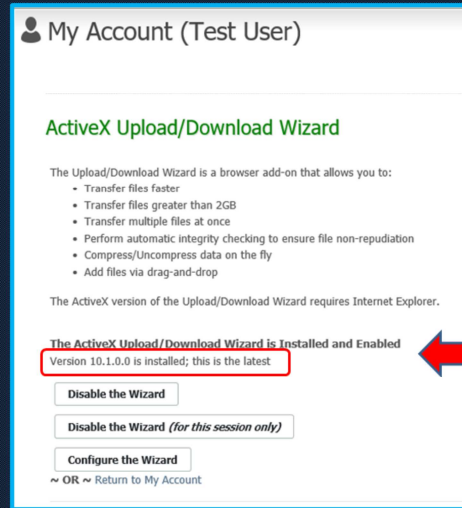 My Account (Test User)
ActiveX Upload/Download Wizard
The Upload/Download Wizard is a browser add-on that allows you to:
• Transfer files faster
• Transfer files greater than 2GB
• Transfer multiple files at once
• Perform automatic integrity checking to ensure file non-repudiation
• Compress/Uncompress data on the fly
• Add files via drag-and-drop
The ActiveX version of the Upload/Download Wizard requires Internet Explorer.
The ActiveX Upload/Download Wizard is Installed and Enabled
Version 10.1.0.0 is installed; this is the latest
Disable the Wizard
Disable the Wizard (for this session only)
Configure the Wizard
~ OR ~ Return to My Account